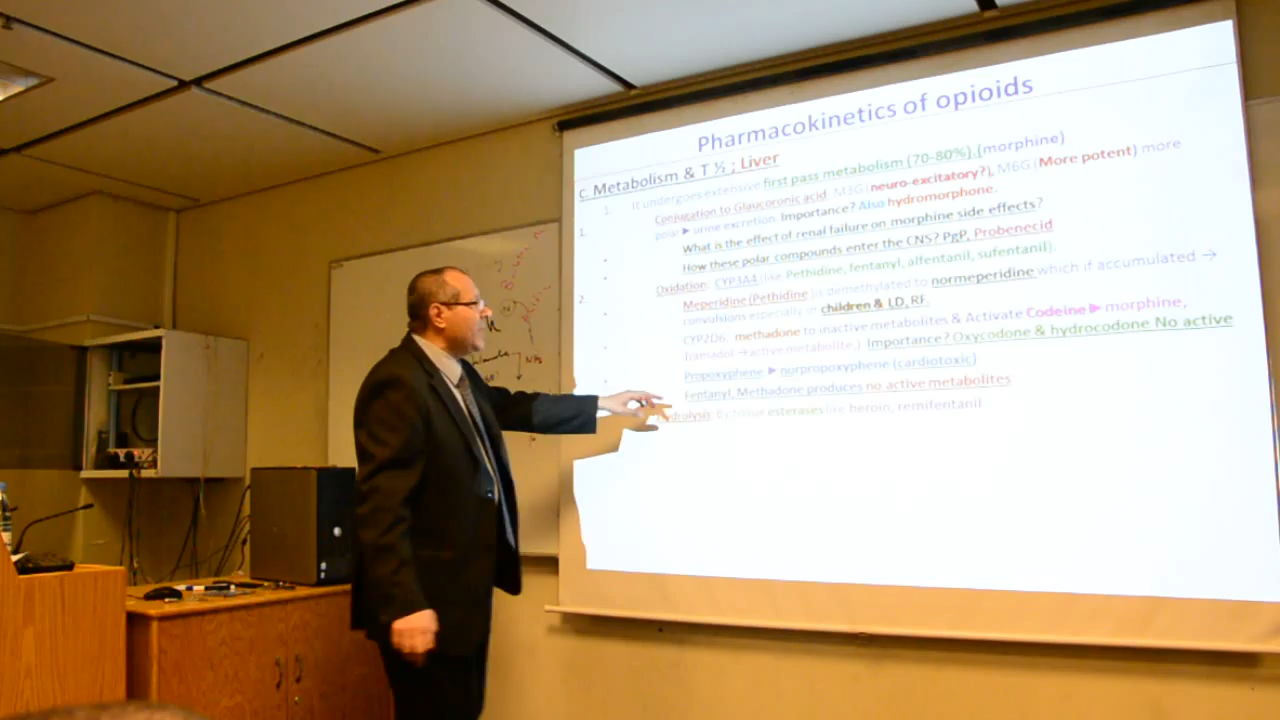 Pharmacokinetics of opioids
C. Metabolism & T ½ ; Liver
1. It undergoes extensive first pass metabolism (70-80%). (morphine)
1. Conjugation to Glaucoronic acid, M3G (neuro-excitatory?), M6G (More potent) more
polar ► urine excretion. Importance? Also hydromorphone.
• What is the effect of renal failure on morphine side effects?
• How these polar compounds enter the CNS? PgP, Probenecid
2. Oxidation: CYP3A4 like Pethidine, fentanyl, alfentanil, sufentanil).
• Meperidine (Pethidine) is demethylated to normeperidine which if accumulated →
convulsions especially in children & LD, RF.
• CYP2D6, methadone to inactive metabolites & Activate Codeine ► morphine,
(tramadol →active metabolite.) Importance? Oxycodone & hydrocodone No active
• Propoxyphene ► norpropoxyphene (cardiotoxic)
• Fentanyl, Methadone produces no active metabolites
drolysis: By tissue esterases like heroin, remifentanil
NH₂